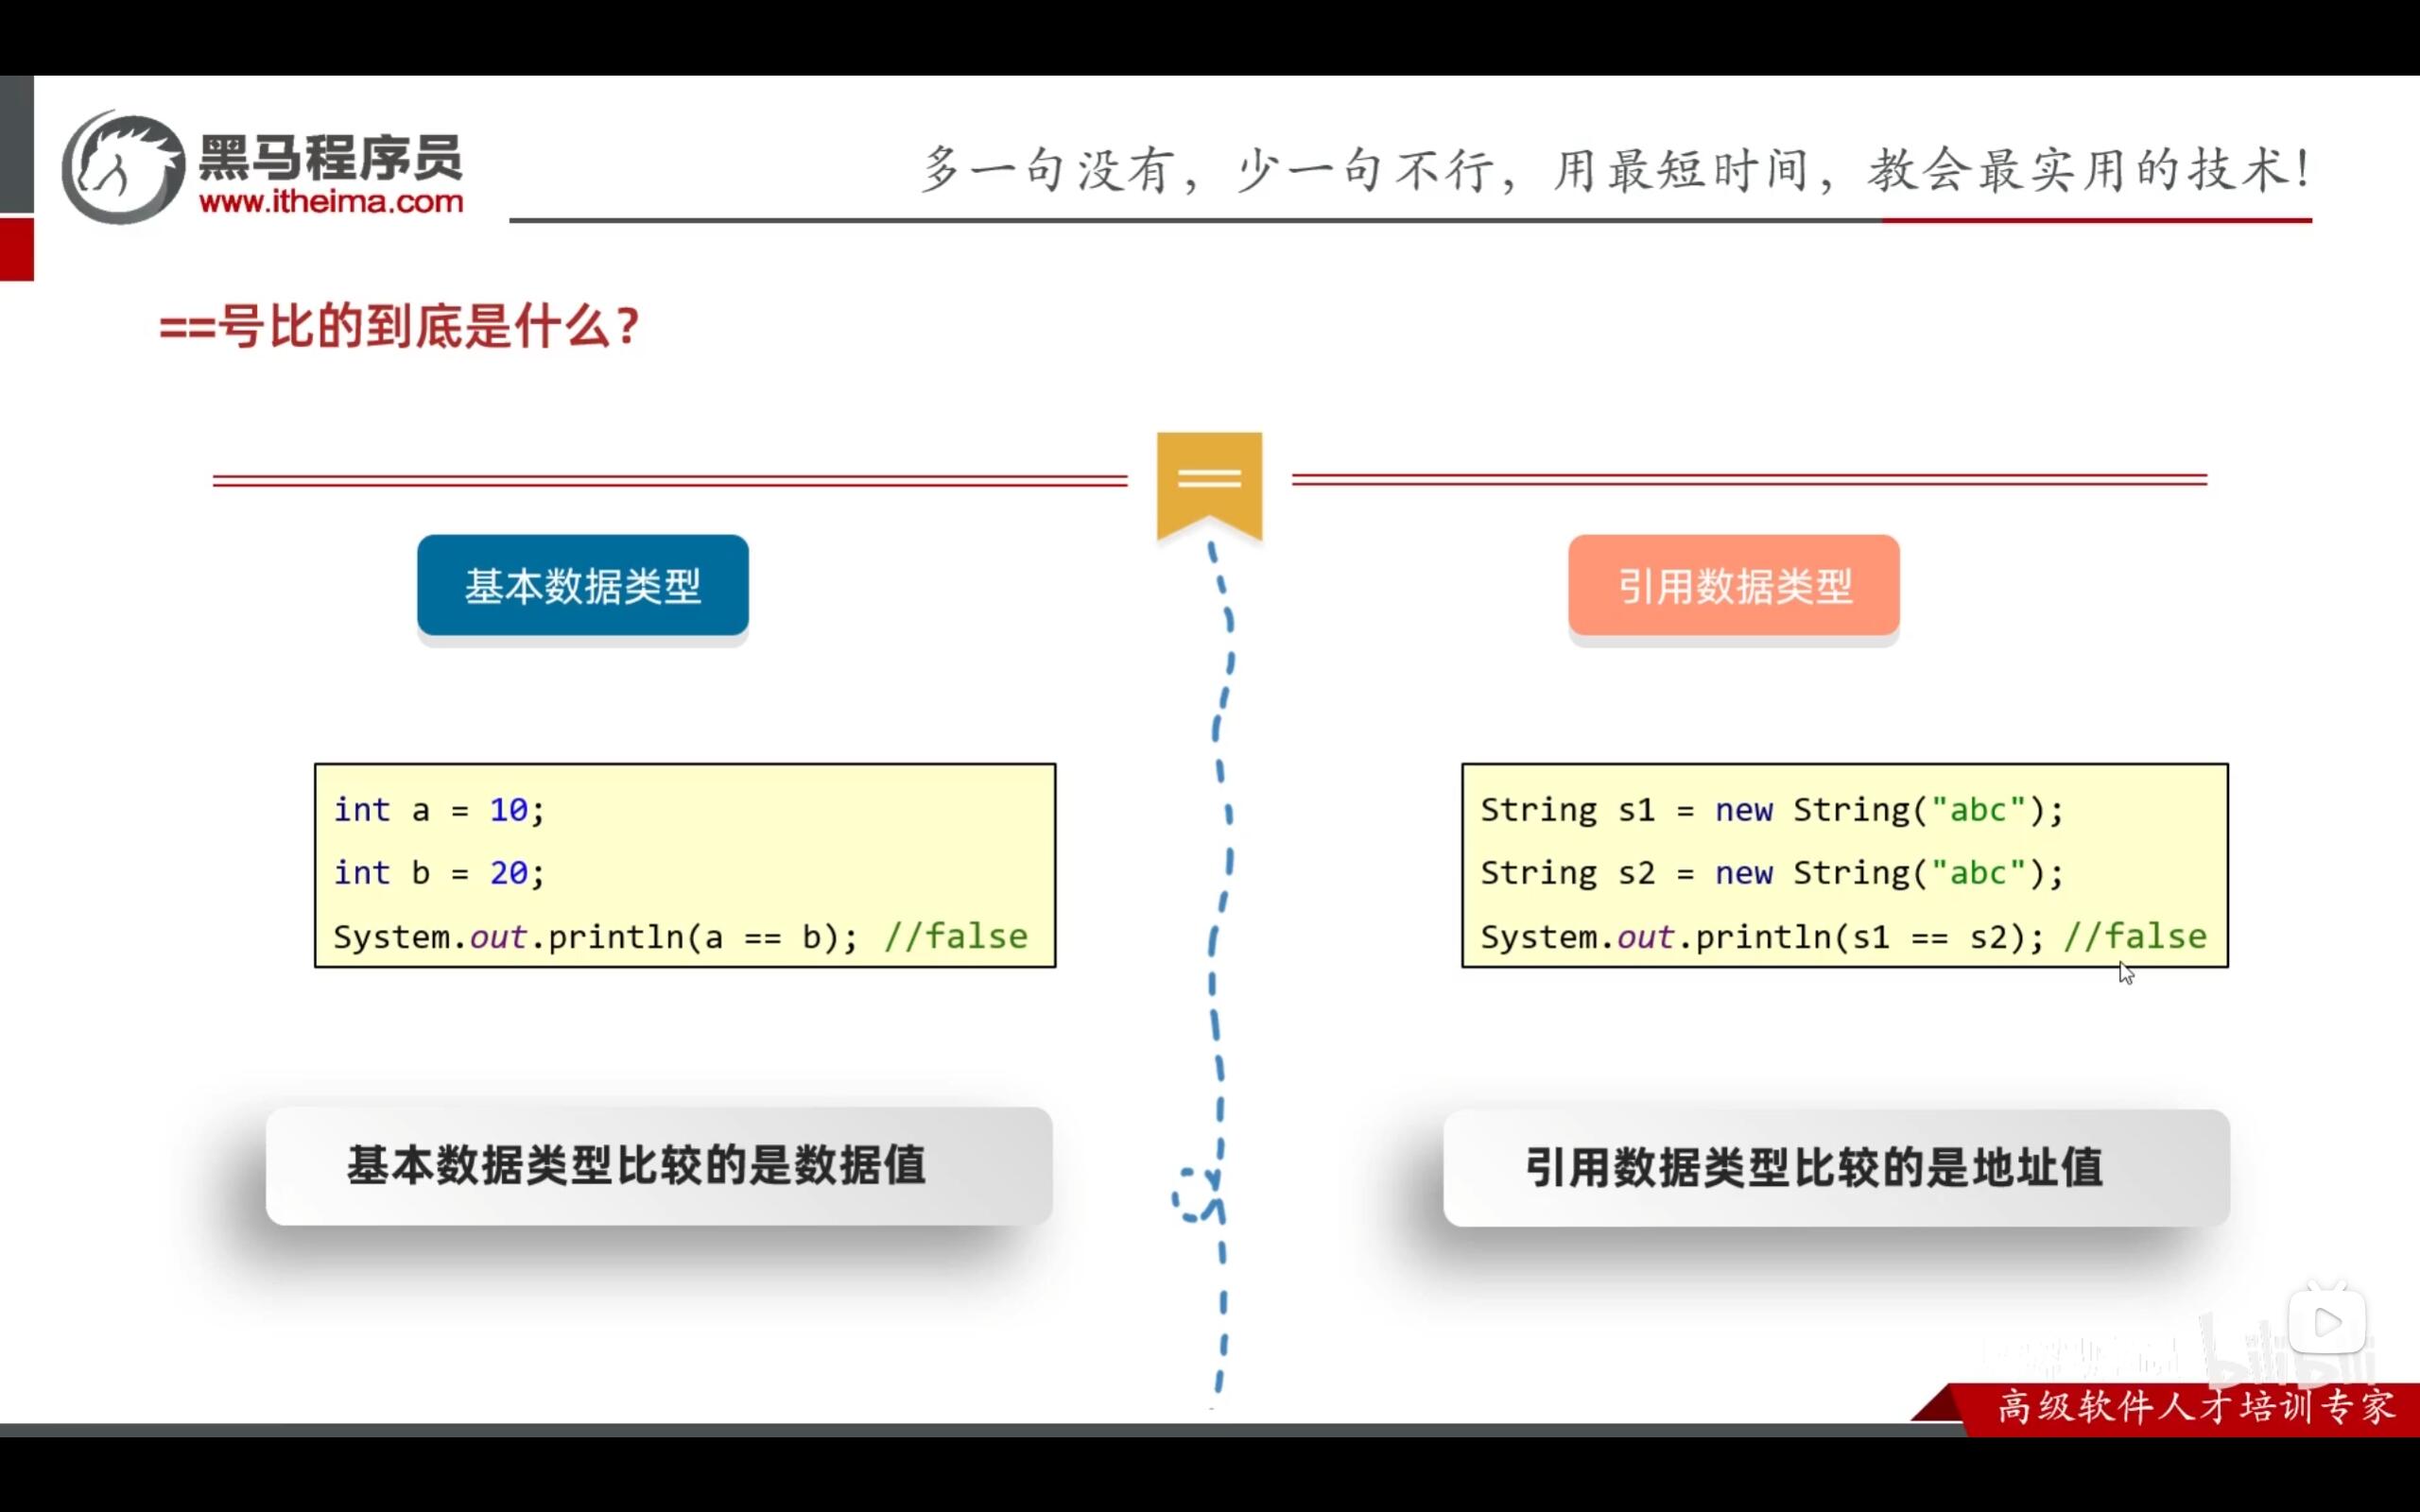 黑马程序员
www.itheima.com
多一句没有，少一句不行，用最短时间，教会最实用的技术！
==号比的到底是什么？
基本数据类型
int a = 10;
int b = 20;
System.out.println(a == b); //false
基本数据类型比较的是数据值
引用数据类型
String s1 = new String("abc");
String s2 = new String("abc");
System.out.println(s1 == s2); //false
引用数据类型比较的是地址值
bilibili
高级软件人才培训专家